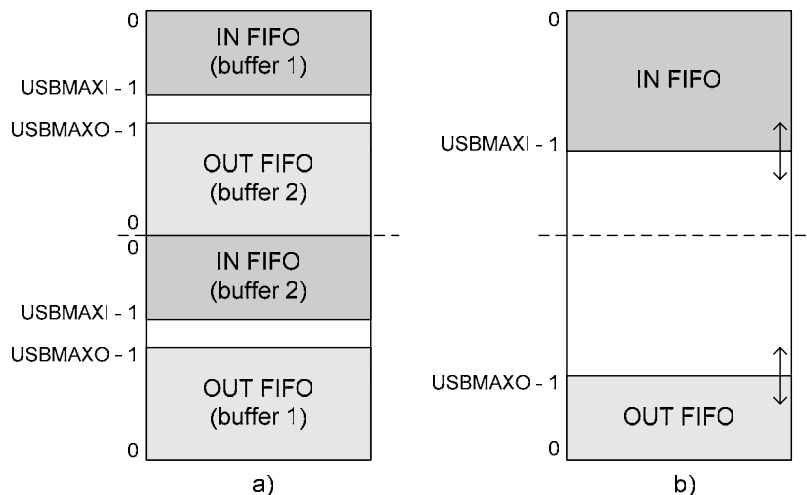 0
IN FIFO
(buffer 1)
USBMAXI - 1
USBMAXO - 1
OUT FIFO
(buffer 2)
0
0
IN FIFO
(buffer 2)
USBMAXI - 1
USBMAXO - 1
OUT FIFO
(buffer 1)
0
a)
0
IN FIFO
USBMAXI - 1
USBMAXO - 1
OUT FIFO
0
b)